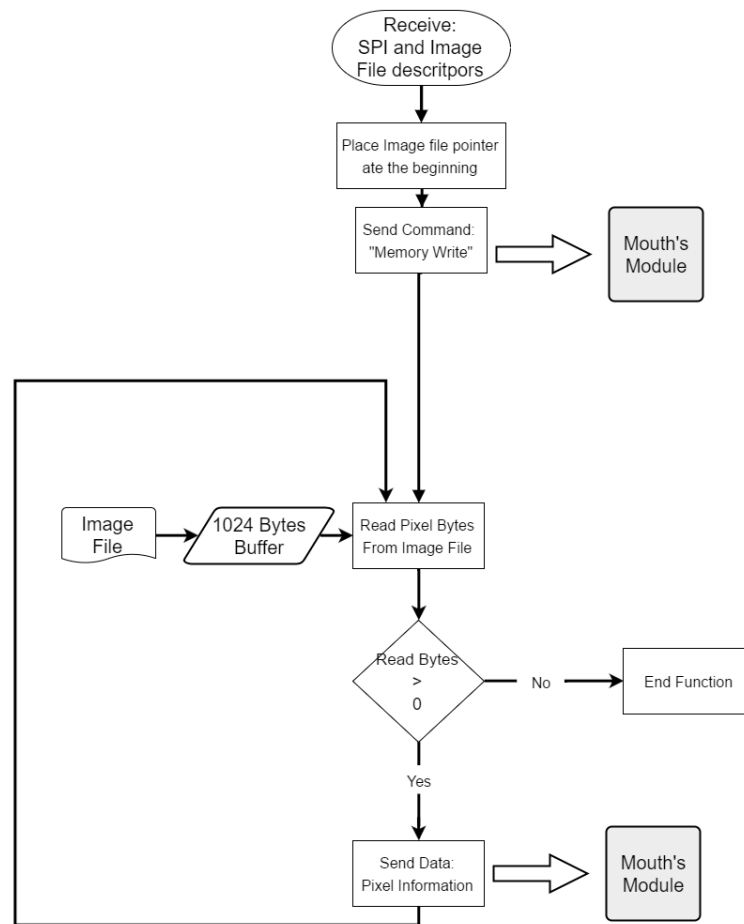 Receive:
SPI and Image
File descritpors
Place Image file pointer
ate the beginning
Send Command:
"Memory Write"
Mouth's
Module
Image
File
1024 Bytes
Buffer
Read Pixel Bytes
From Image File
Read Bytes
>
0
No
End Function
Yes
Send Data:
Pixel Information
Mouth's
Module